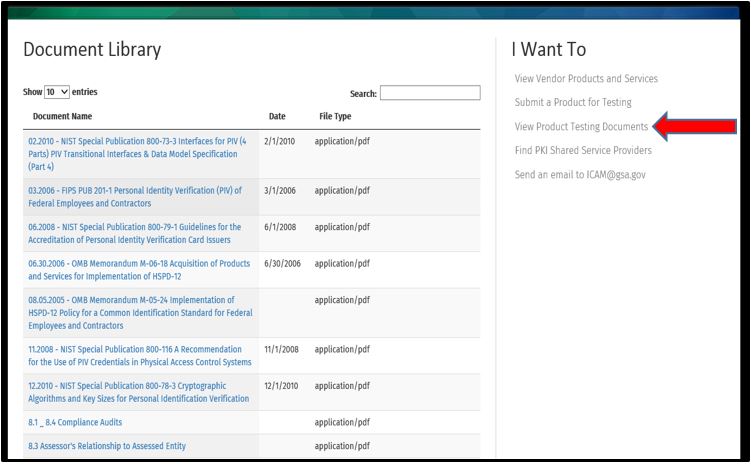 Document Library
Show 10 entries
Search:
Document Name Date File Type
02.2010 - NIST Special Publication 800-73-3 Interfaces for PIV (4 2/1/2010 application/pdf
Parts) PIV Transitional Interfaces & Data Model Specification
(Part 4)
03.2006 - FIPS PUB 201-1 Personal Identity Verification (PIV) of 3/1/2006 application/pdf
Federal Employees and Contractors
06.2008 - NIST Special Publication 800-79-1 Guidelines for the 6/1/2008 application/pdf
Accreditation of Personal Identity Verification Card Issuers
06.30.2006 - OMB Memorandum M-06-18 Acquisition of Products 6/30/2006 application/pdf
and Services for Implementation of HSPD-12
08.05.2005 - OMB Memorandum M-05-24 Implementation of application/pdf
HSPD-12 Policy for a Common Identification Standard for Federal
Employees and Contractors
11.2008 - NIST Special Publication 800-116 A Recommendation 11/1/2008 application/pdf
for the Use of PIV Credentials in Physical Access Control Systems
12.2010 - NIST Special Publication 800-78-3 Cryptographic 12/1/2010 application/pdf
Algorithms and Key Sizes for Personal Identification Verification
8.1 _ 8.4 Compliance Audits application/pdf
8.3 Assessor's Relationship to Assessed Entity application/pdf
I Want To
View Vendor Products and Services
Submit a Product for Testing
View Product Testing Documents
Find PKI Shared Service Providers
Send an email to ICAM@gsa.gov